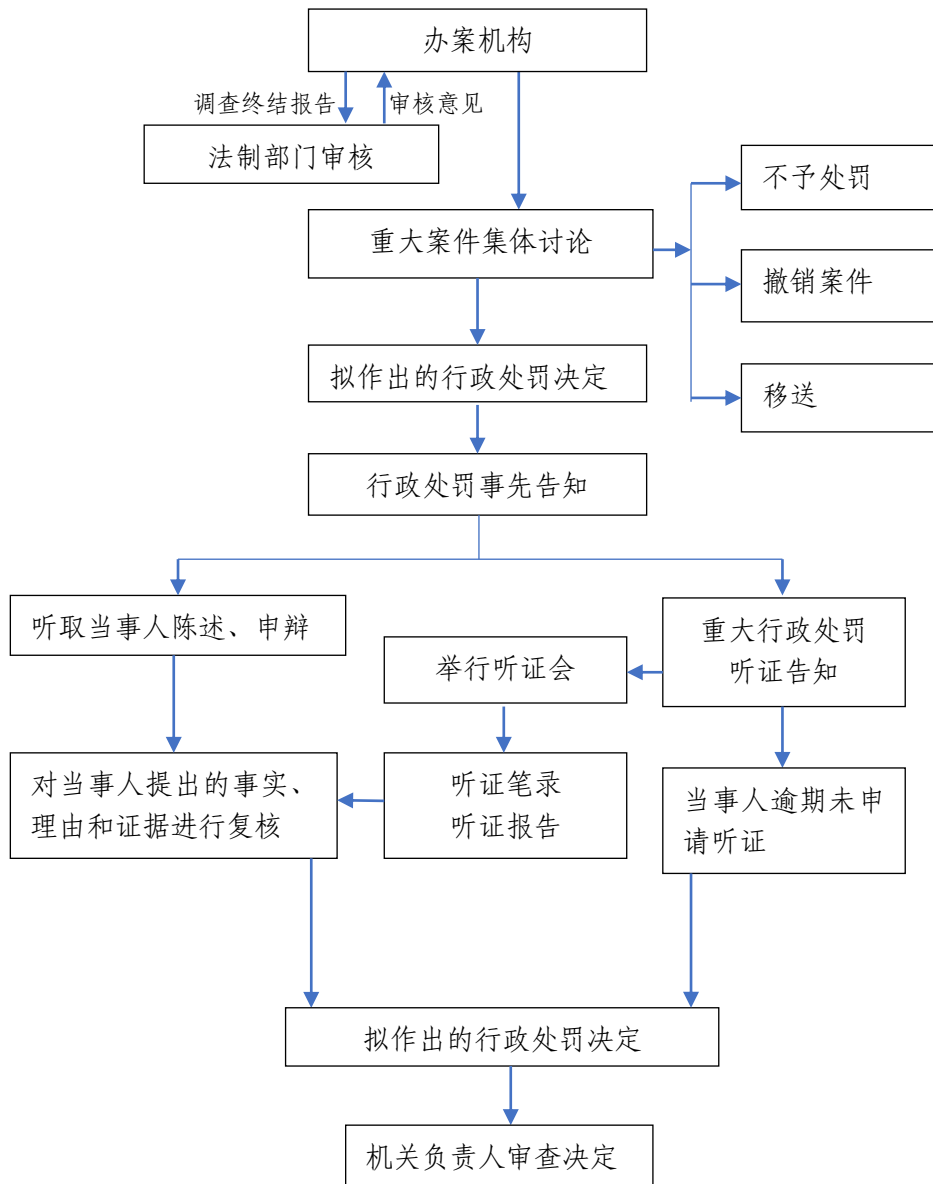 办案机构
调查终结报告
审核意见
法制部门审核
不予处罚
重大案件集体讨论
撤销案件
拟作出的行政处罚决定
移送
行政处罚事先告知
听取当事人陈述、申辩
举行听证会
重大行政处罚
听证告知
对当事人提出的事实、
理由和证据进行复核
听证笔录
听证报告
当事人逾期未申
请听证
拟作出的行政处罚决定
机关负责人审查决定